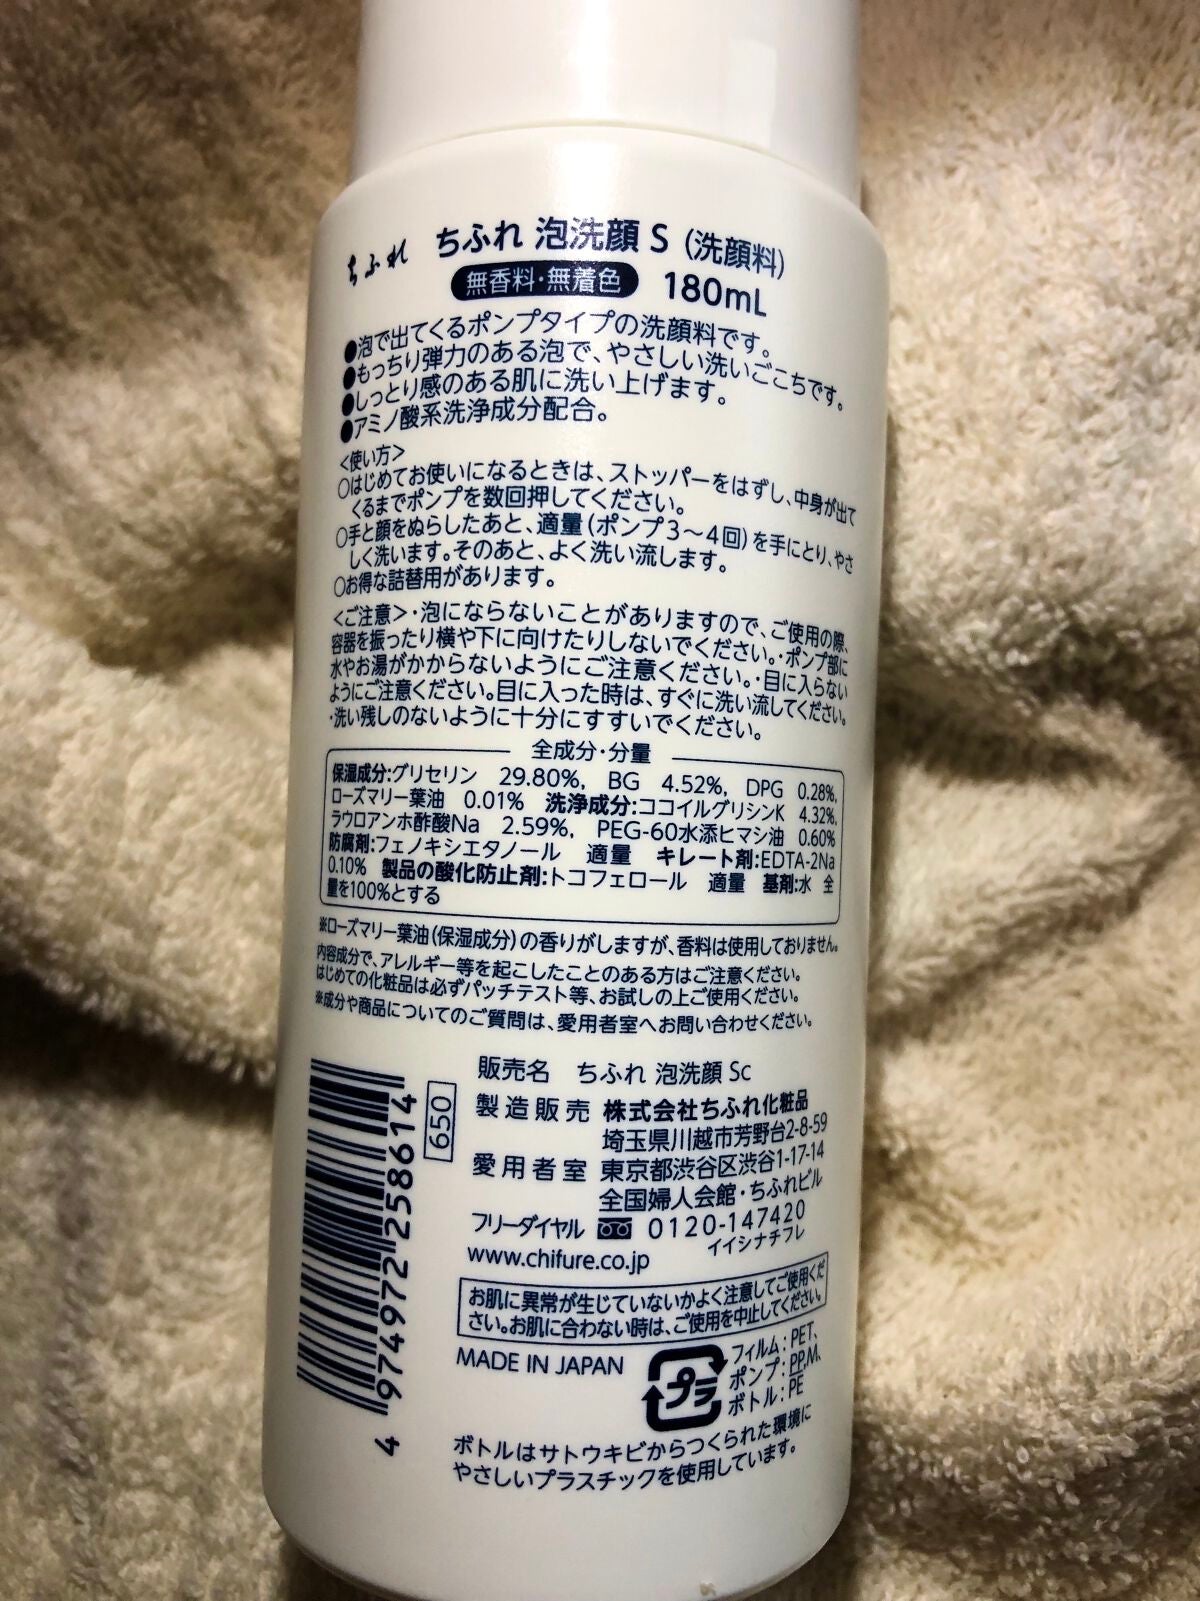 ちふれ ちふれ 泡洗顔 S (洗顔料)
無香料・無着色 180mL
●泡で出てくるポンプタイプの洗顔料です。
●もっちり弾力のある泡で、やさしい洗いごこちです。
●しっとり感のある肌に洗い上げます。
●アミノ酸系洗浄成分配合。
<使い方>
○はじめてお使いになるときは、ストッパーをはずし、中身が出て
くるまでポンプを数回押してください。
○手と顔をぬらしたあと、適量(ポンプ3〜4回)を手にとり、やさ
しく洗います。そのあと、よく洗い流します。
○お得な詰替用があります。
<ご注意>・泡にならないことがありますので、ご使用の際、
容器を振ったり横や下に向けたりしないでください。・ポンプ部に
水やお湯がかからないようにご注意ください。・目に入らない
ようにご注意ください。目に入った時は、すぐに洗い流してください。
・洗い残しのないように十分にすすいでください。
全成分・分量
保湿成分:グリセリン 29.80%, BG 4.52%, DPG 0.28%,
ローズマリー葉油 0.01% 洗浄成分:ココイルグリシンK 4.32%,
ラウロアンホ酢酸Na 2.59%, PEG-60水添ヒマシ油 0.60%
防腐剤:フェノキシエタノール 適量 キレート剤:EDTA-2Na
0.10% 製品の酸化防止剤:トコフェロール 適量 基剤:水 全
量を100%とする
※ローズマリー葉油(保湿成分)の香りがしますが、香料は使用しておりません。
内容成分で、アレルギー等を起こしたことのある方はご注意ください。
はじめての化粧品は必ずパッチテスト等、お試しの上ご使用ください。
※成分や商品についてのご質問は、愛用者室へお問い合わせください。
販売名 ちふれ 泡洗顔 Sc
製造販売 株式会社ちふれ化粧品
埼玉県川越市芳野台2-8-59
愛用者室 東京都渋谷区渋谷1-17-14
全国婦人会館・ちふれビル
フリーダイヤル 0120-147420
イイシナチフレ
www.chifure.co.jp
お肌に異常が生じていないかよく注意してご使用くだ
さい。お肌に合わない時は、ご使用を中止してください。
MADE IN JAPAN
プラ
フィルム:PET、
ポンプ:PP,M、
ボトル:PE
ボトルはサトウキビからつくられた環境に
やさしいプラスチックを使用しています。
650
4 974972 258614